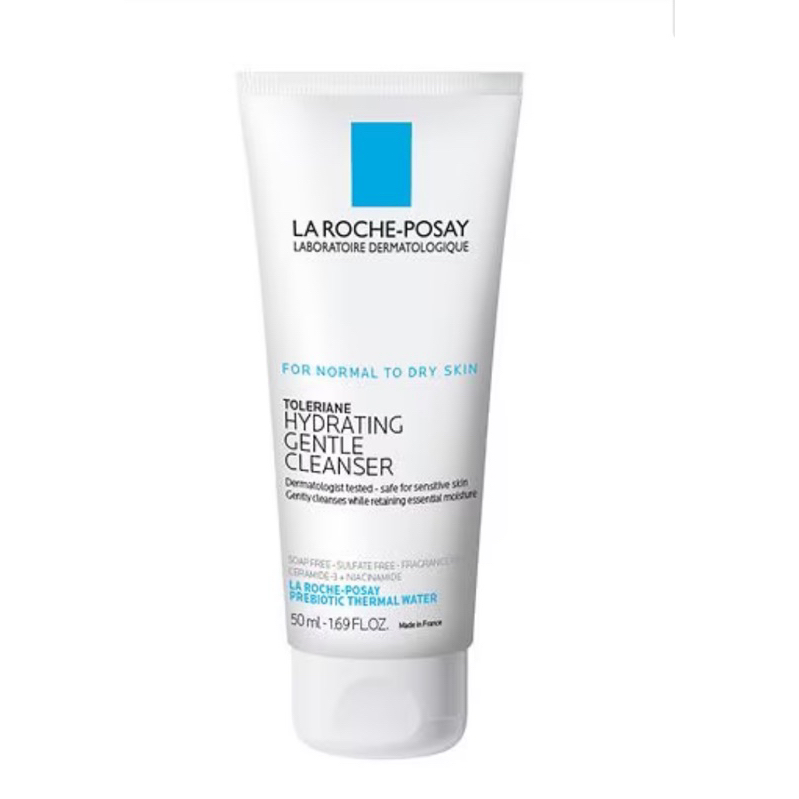 LA ROCHE-POSAY
LABORATOIRE DERMATOLOGIQUE
FOR NORMAL TO DRY SKIN
TOLERIANE
HYDRATING
GENTLE
CLEANSER
Dermatologist tested - safe for sensitive skin
Gently cleanses while retaining essential moisture
SOAP FREE - SULFATE FREE - FRAGRANCE
CERAMIDE-3 + NIACINAMIDE
LA ROCHE-POSAY
PREBIOTIC THERMAL WATER
50 ml - 1.69 FL.OZ. Made in France